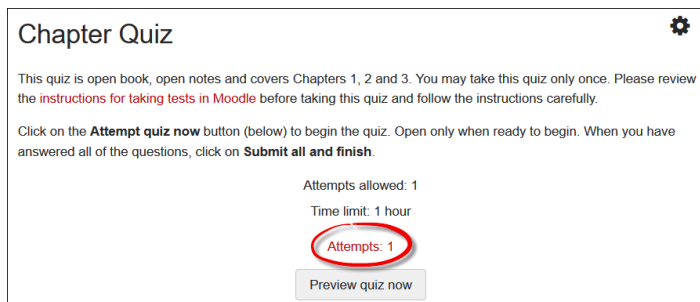 Chapter Quiz
This quiz is open book, open notes and covers Chapters 1, 2 and 3. You may take this quiz only once. Please review
the instructions for taking tests in Moodle before taking this quiz and follow the instructions carefully.
Click on the Attempt quiz now button (below) to begin the quiz. Open only when ready to begin. When you have
answered all of the questions, click on Submit all and finish.
Attempts allowed: 1
Time limit: 1 hour
Attempts: 1
Preview quiz now